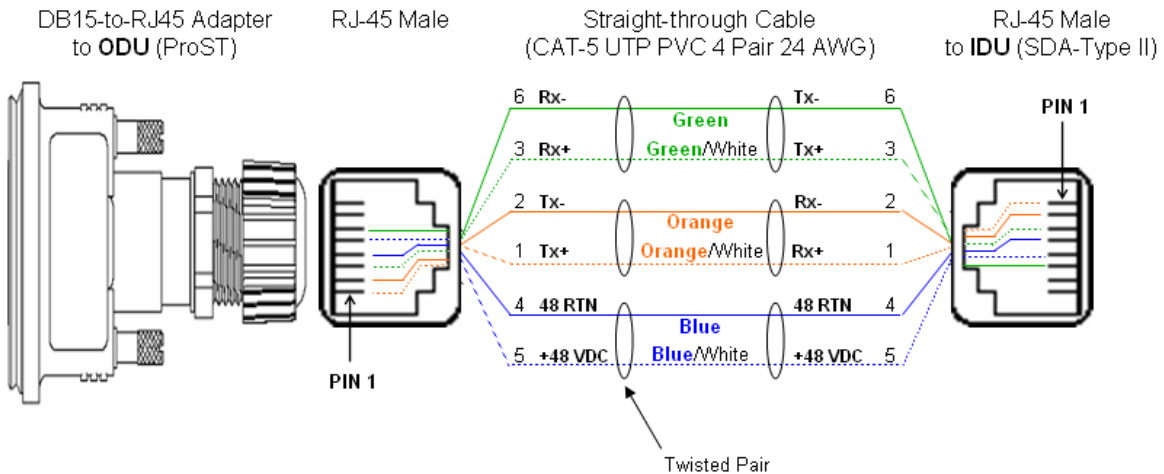 DB15-to-RJ45 Adapter
to ODU (ProST)
RJ-45 Male
Straight-through Cable
(CAT-5 UTP PVC 4 Pair 24 AWG)
RJ-45 Male
to IDU (SDA-Type II)
6 Rx- Tx- 6
Green
3 Rx+ Green/White Tx+ 3
2 Tx- Rx- 2
Orange
1 Tx+ Orange/White Rx+ 1
4 48 RTN 48 RTN 4
Blue
5 +48 VDC Blue/White +48 VDC 5
PIN 1
PIN 1
Twisted Pair